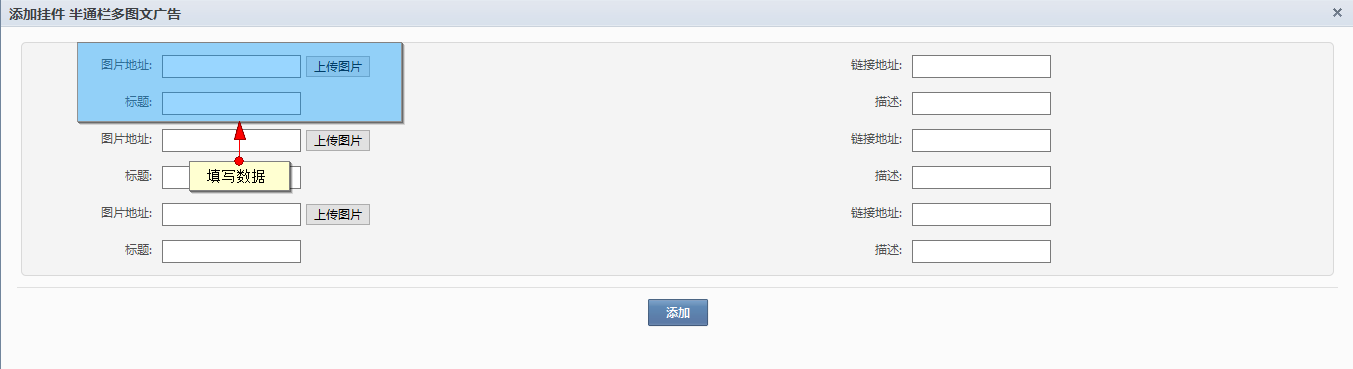 添加挂件 半通栏多图文广告
图片地址: 上传图片 链接地址:
标题: 描述:
图片地址: 上传图片 链接地址:
标题: 填写数据 描述:
图片地址: 上传图片 链接地址:
标题: 描述:
添加